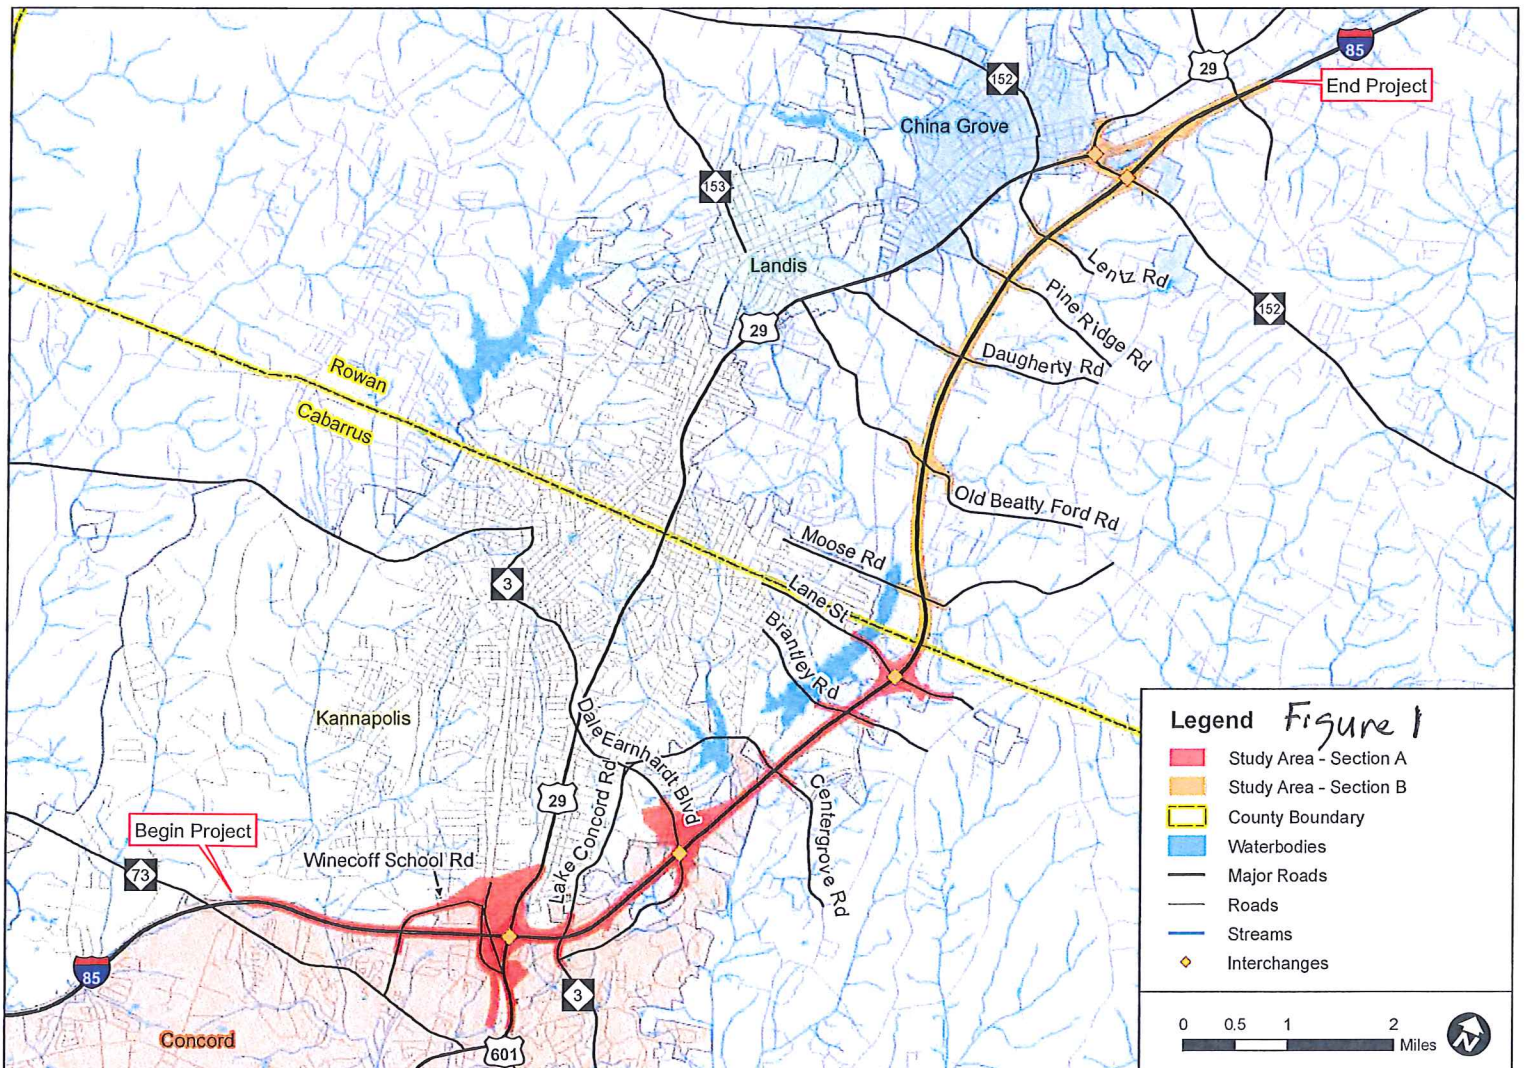 85
29
End Project
152
China Grove
153
Landis
Lentz Rd
Pine Ridge Rd
152
29
Daugherty Rd
Rowan
Cabarrus
Old Beatty Ford Rd
Moose Rd
3
Lane St
Brantley Rd
Kannapolis
Dale Earnhardt Blvd
Lake Concord Rd
Centergrove Rd
29
Begin Project
Winecoff School Rd
73
85
3
Concord
601
Legend Figure 1
Study Area - Section A
Study Area - Section B
County Boundary
Waterbodies
Major Roads
Roads
Streams
Interchanges
0 0.5 1 2
Miles
N